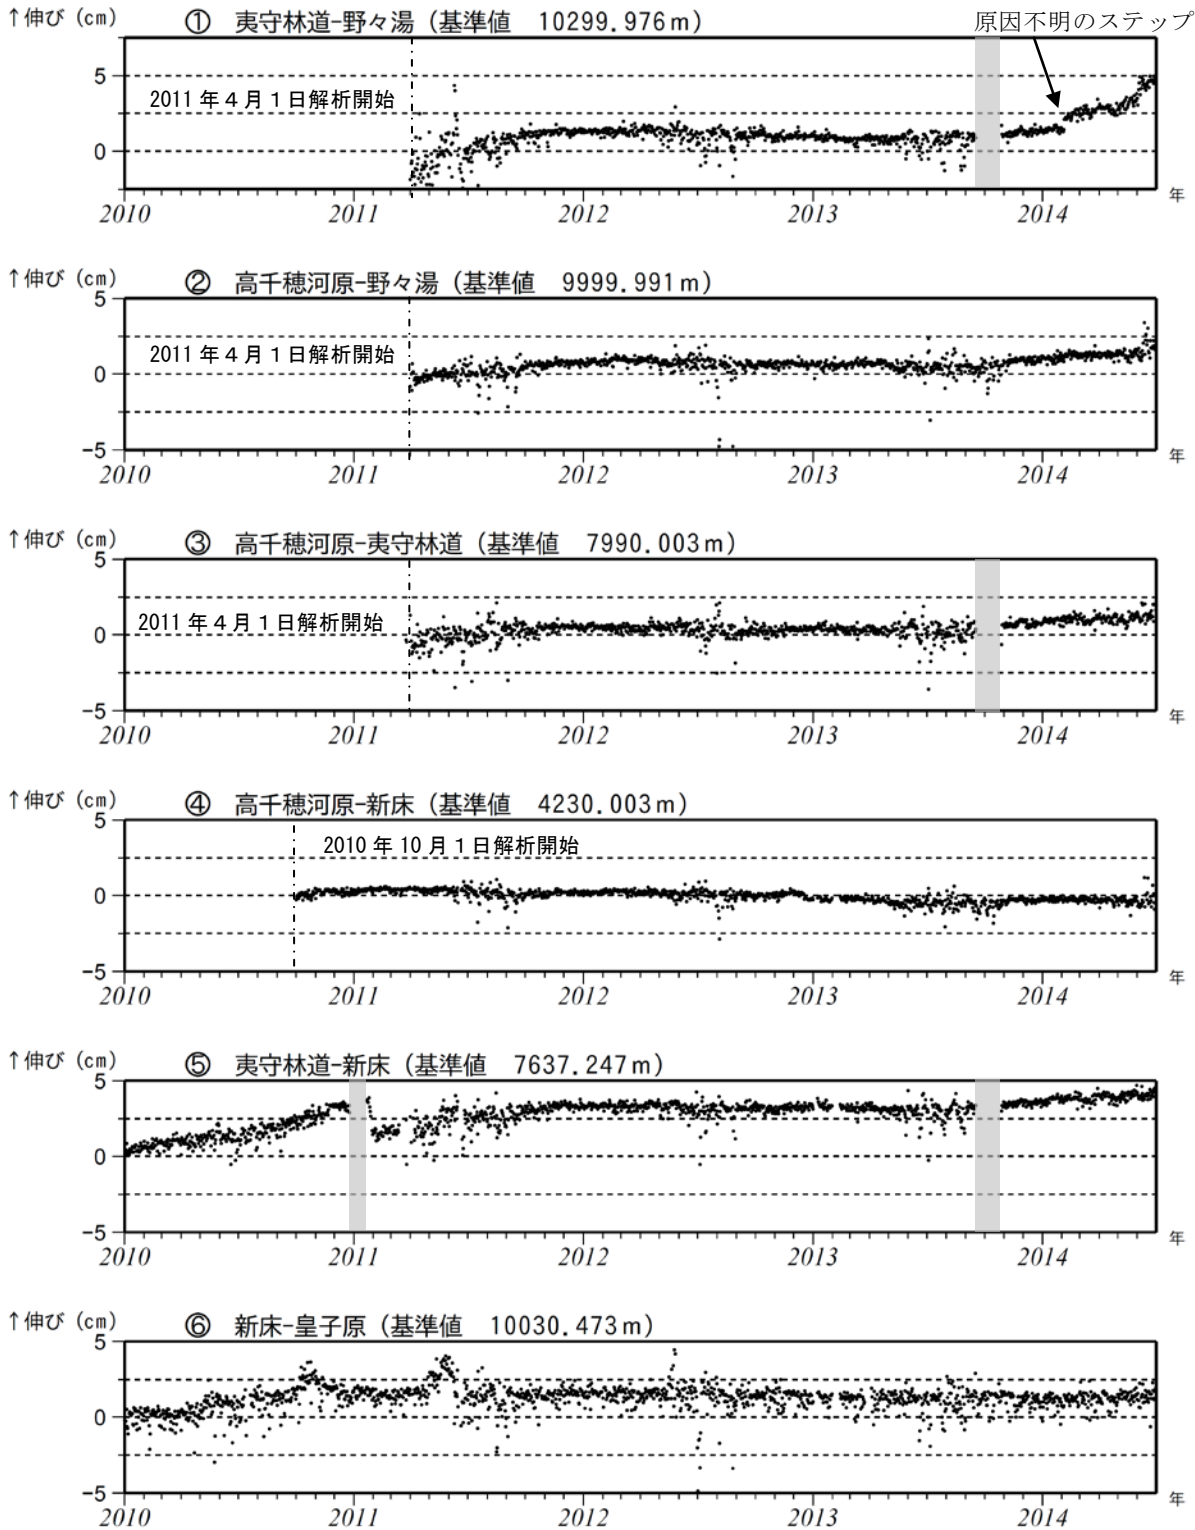 ↑伸び（cm） ① 夷守林道-野々湯（基準値 10299.976m） 原因不明のステップ
5
2011年4月1日解析開始
0
2010 2011 2012 2013 2014 年
↑伸び（cm） ② 高千穂河原-野々湯（基準値 9999.991m）
5
2011年4月1日解析開始
0
-5
2010 2011 2012 2013 2014 年
↑伸び（cm） ③ 高千穂河原-夷守林道（基準値 7990.003m）
5
2011年4月1日解析開始
0
-5
2010 2011 2012 2013 2014 年
↑伸び（cm） ④ 高千穂河原-新床（基準値 4230.003m）
5
2010年10月1日解析開始
0
-5
2010 2011 2012 2013 2014 年
↑伸び（cm） ⑤ 夷守林道-新床（基準値 7637.247m）
5
0
-5
2010 2011 2012 2013 2014 年
↑伸び（cm） ⑥ 新床-皇子原（基準値 10030.473m）
5
0
-5
2010 2011 2012 2013 2014 年